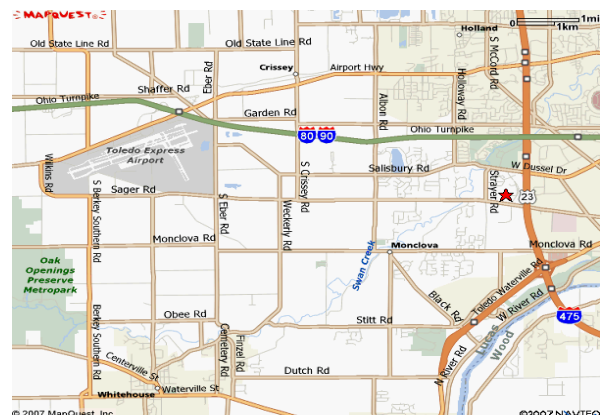 MAPQUEST
0 1mi
1km
Old State Line Rd
Old State Line Rd
Holland
S McCord Rd
Crissey
Airport Hwy
Eber Rd
Shaffer Rd
Holloway Rd
Albon Rd
Ohio Turnpike
Garden Rd
80 90
Ohio Turnpike
Toledo Express
Airport
Wilkins Rd
S Crissey Rd
Salisbury Rd
W Dussel Dr
Strayer Rd
Sager Rd
S Berkey Southern Rd
S Eber Rd
Weckerly Rd
23
Monclova Rd
Monclova
Monclova Rd
Oak
Openings
Preserve
Metropark
Swan Creek
Toledo Waterville Rd
Black Rd
W River Rd
475
Obee Rd
Stitt Rd
Berkey Southern Rd
Cemetery Rd
Finzel Rd
Lucas
Wood
Centerville St
N River Rd
Dutch Rd
Whitehouse
Waterville St
© 2007 MapQuest, Inc
©2007 NAVTEQ